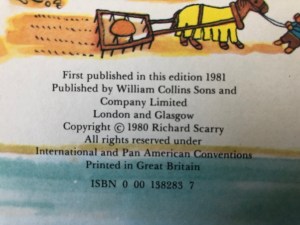 First published in this edition 1981
Published by William Collins Sons and
Company Limited
London and Glasgow
Copyright © 1980 Richard Scarry
All rights reserved under
International and Pan American Conventions
Printed in Great Britain
ISBN 0 00 138283 7